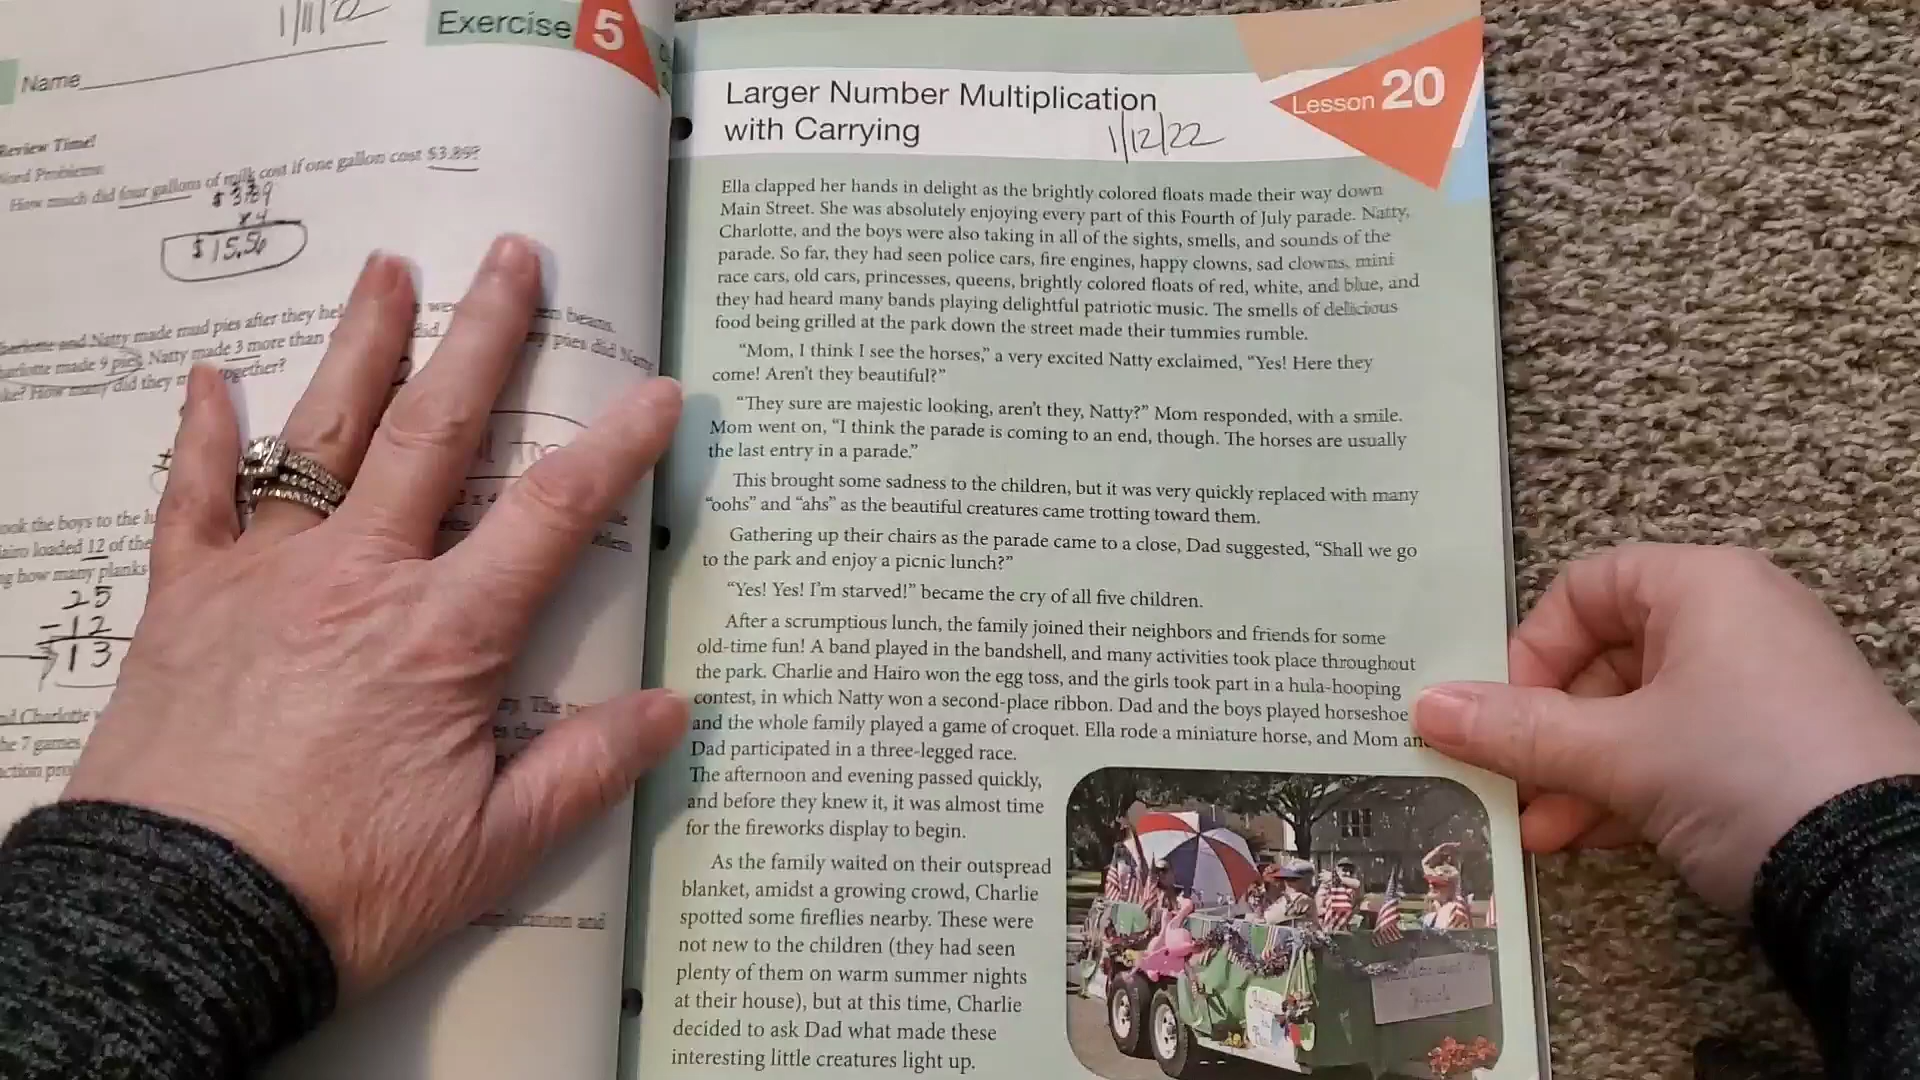 1/11/22
Exercise 5
Name
Review Time!
Word Problems:
How much did four gallons of milk cost if one gallon cost $3.89?
$3.89
x4
$15.56
and Natty made mud pies after they
made 9 pies. Natty made 3 more than
How many did they
25
-12
13
Larger Number Multiplication
with Carrying
1/12/22
Lesson 20
Ella clapped her hands in delight as the brightly colored floats made their way down
Main Street. She was absolutely enjoying every part of this Fourth of July parade. Natty,
Charlotte, and the boys were also taking in all of the sights, smells, and sounds of the
parade. So far, they had seen police cars, fire engines, happy clowns, sad clowns, mini
race cars, old cars, princesses, queens, brightly colored floats of red, white, and blue, and
they had heard many bands playing delightful patriotic music. The smells of delicious
food being grilled at the park down the street made their tummies rumble.
“Mom, I think I see the horses,” a very excited Natty exclaimed, “Yes! Here they
come! Aren’t they beautiful?”
“They sure are majestic looking, aren’t they, Natty?” Mom responded, with a smile.
Mom went on, “I think the parade is coming to an end, though. The horses are usually
the last entry in a parade.”
This brought some sadness to the children, but it was very quickly replaced with many
“oohs” and “ahs” as the beautiful creatures came trotting toward them.
Gathering up their chairs as the parade came to a close, Dad suggested, “Shall we go
to the park and enjoy a picnic lunch?”
“Yes! Yes! I’m starved!” became the cry of all five children.
After a scrumptious lunch, the family joined their neighbors and friends for some
old-time fun! A band played in the bandshell, and many activities took place throughout
the park. Charlie and Hairo won the egg toss, and the girls took part in a hula-hooping
contest, in which Natty won a second-place ribbon. Dad and the boys played horseshoe
and the whole family played a game of croquet. Ella rode a miniature horse, and Mom an
Dad participated in a three-legged race.
The afternoon and evening passed quickly,
and before they knew it, it was almost time
for the fireworks display to begin.
As the family waited on their outspread
blanket, amidst a growing crowd, Charlie
spotted some fireflies nearby. These were
not new to the children (they had seen
plenty of them on warm summer nights
at their house), but at this time, Charlie
decided to ask Dad what made these
interesting little creatures light up.